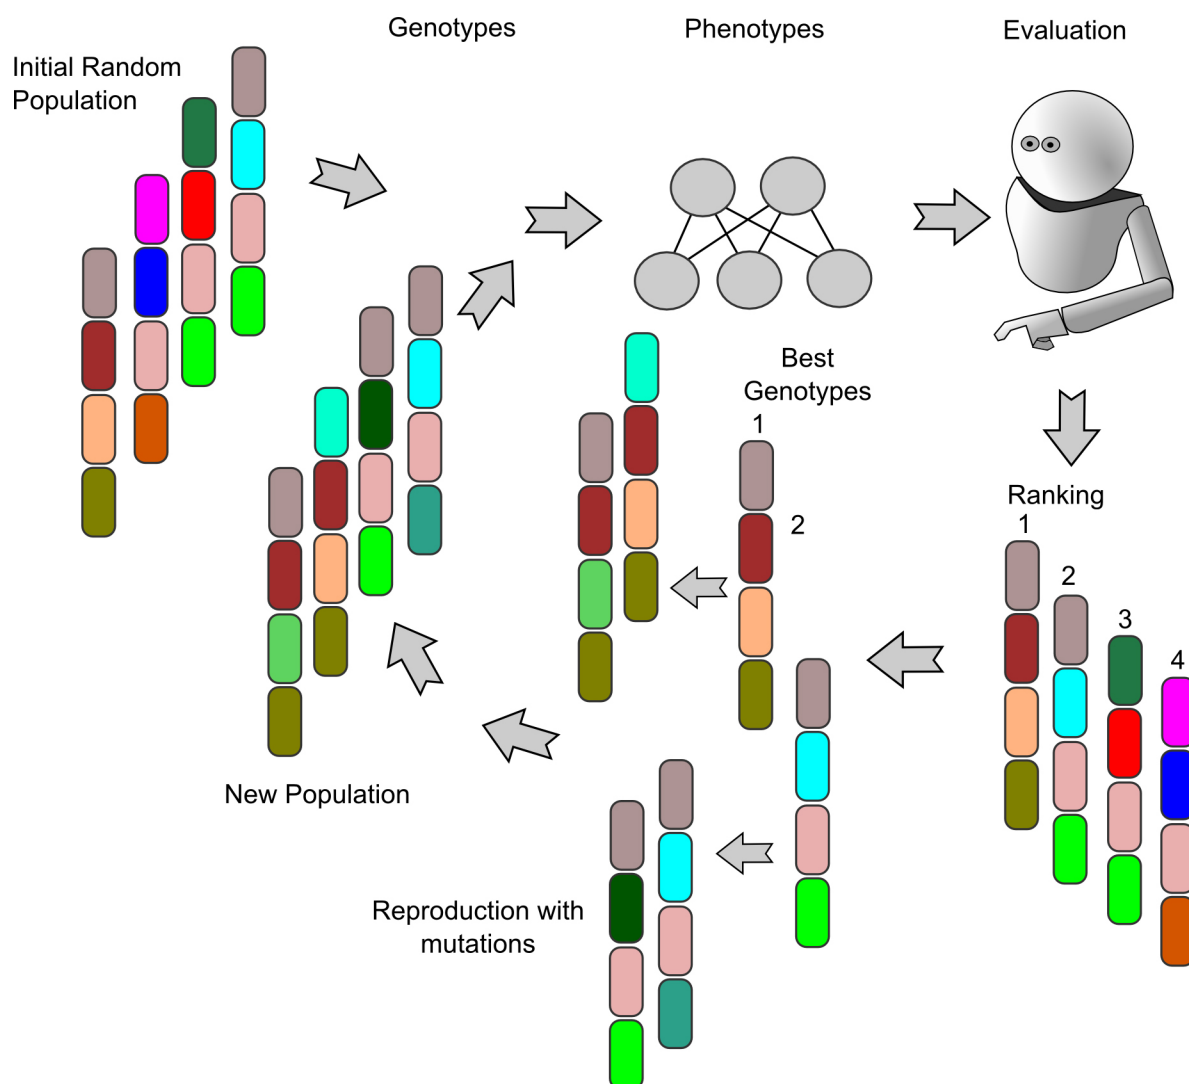 Genotypes
Phenotypes
Evaluation
Initial Random
Population
Best
Genotypes
1
2
Ranking
1
2
3
4
New Population
Reproduction with
mutations